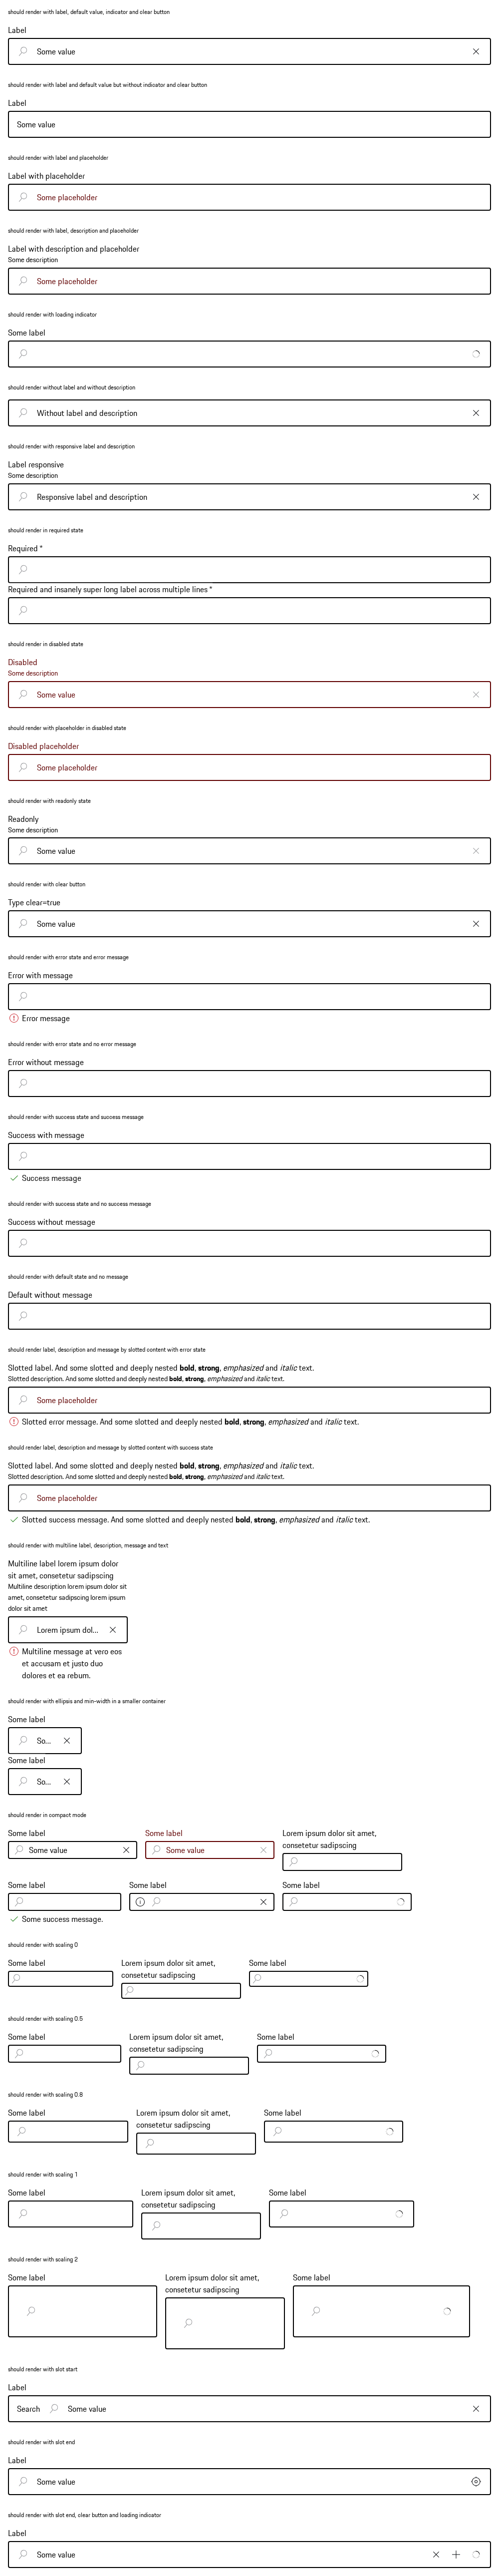 should render with label, default value, indicator and clear button
Label
Some value
should render with label and default value but without indicator and clear button
Label
Some value
should render with label and placeholder
Label with placeholder
Some placeholder
should render with label, description and placeholder
Label with description and placeholder
Some description
Some placeholder
should render with loading indicator
Some label
should render without label and without description
Without label and description
should render with responsive label and description
Label responsive
Some description
Responsive label and description
should render in required state
Required *
Required and insanely super long label across multiple lines *
should render in disabled state
Disabled
Some description
Some value
should render with placeholder in disabled state
Disabled placeholder
Some placeholder
should render with readonly state
Readonly
Some description
Some value
should render with clear button
Type clear=true
Some value
should render with error state and error message
Error with message
Error message
should render with error state and no error message
Error without message
should render with success state and success message
Success with message
Success message
should render with success state and no success message
Success without message
should render with default state and no message
Default without message
should render label, description and message by slotted content with error state
Slotted label. And some slotted and deeply nested bold, strong, emphasized and italic text.
Slotted description. And some slotted and deeply nested bold, strong, emphasized and italic text.
Some placeholder
Slotted error message. And some slotted and deeply nested bold, strong, emphasized and italic text.
should render label, description and message by slotted content with success state
Slotted label. And some slotted and deeply nested bold, strong, emphasized and italic text.
Slotted description. And some slotted and deeply nested bold, strong, emphasized and italic text.
Some placeholder
Slotted success message. And some slotted and deeply nested bold, strong, emphasized and italic text.
should render with multiline label, description, message and text
Multiline label lorem ipsum dolor
sit amet, consetetur sadipscing
Multiline description lorem ipsum dolor sit
amet, consetetur sadipscing lorem ipsum
dolor sit amet
Lorem ipsum dol...
Multiline message at vero eos
et accusam et justo duo
dolores et ea rebum.
should render with ellipsis and min-width in a smaller container
Some label
So...
Some label
So...
should render in compact mode
Some label
Some value
Some label
Some value
Lorem ipsum dolor sit amet,
consetetur sadipscing
Some label
Some success message.
Some label
Some label
should render with scaling 0
Some label
Lorem ipsum dolor sit amet,
consetetur sadipscing
Some label
should render with scaling 0.5
Some label
Lorem ipsum dolor sit amet,
consetetur sadipscing
Some label
should render with scaling 0.8
Some label
Lorem ipsum dolor sit amet,
consetetur sadipscing
Some label
should render with scaling 1
Some label
Lorem ipsum dolor sit amet,
consetetur sadipscing
Some label
should render with scaling 2
Some label
Lorem ipsum dolor sit amet,
consetetur sadipscing
Some label
should render with slot start
Label
Search
Some value
should render with slot end
Label
Some value
should render with slot end, clear button and loading indicator
Label
Some value